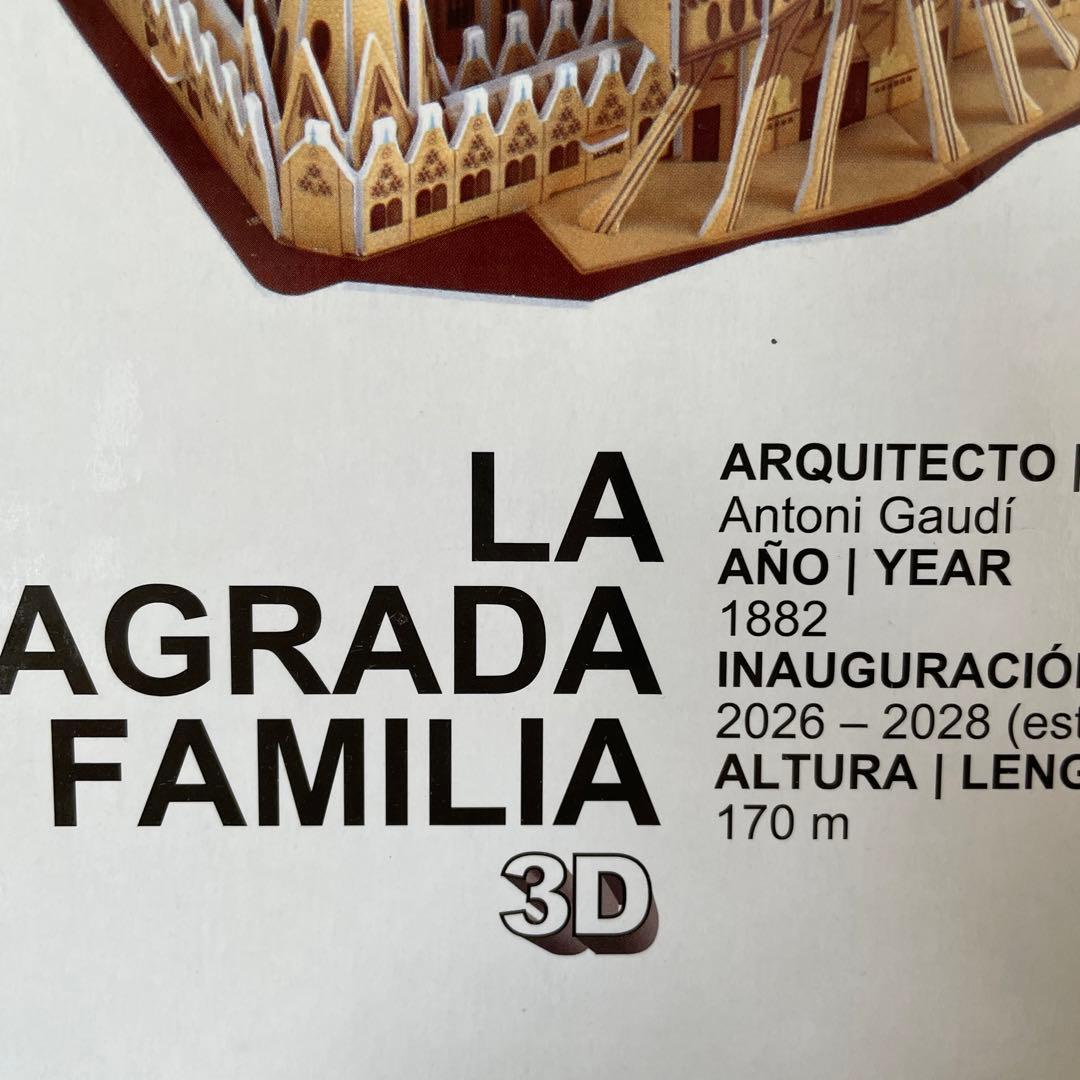 LA
AGRADA
FAMILIA
3D
ARQUITECTO |
Antoni Gaudí
AÑO | YEAR
1882
INAUGURACIÓ
2026 – 2028 (est
ALTURA | LENG
170 m